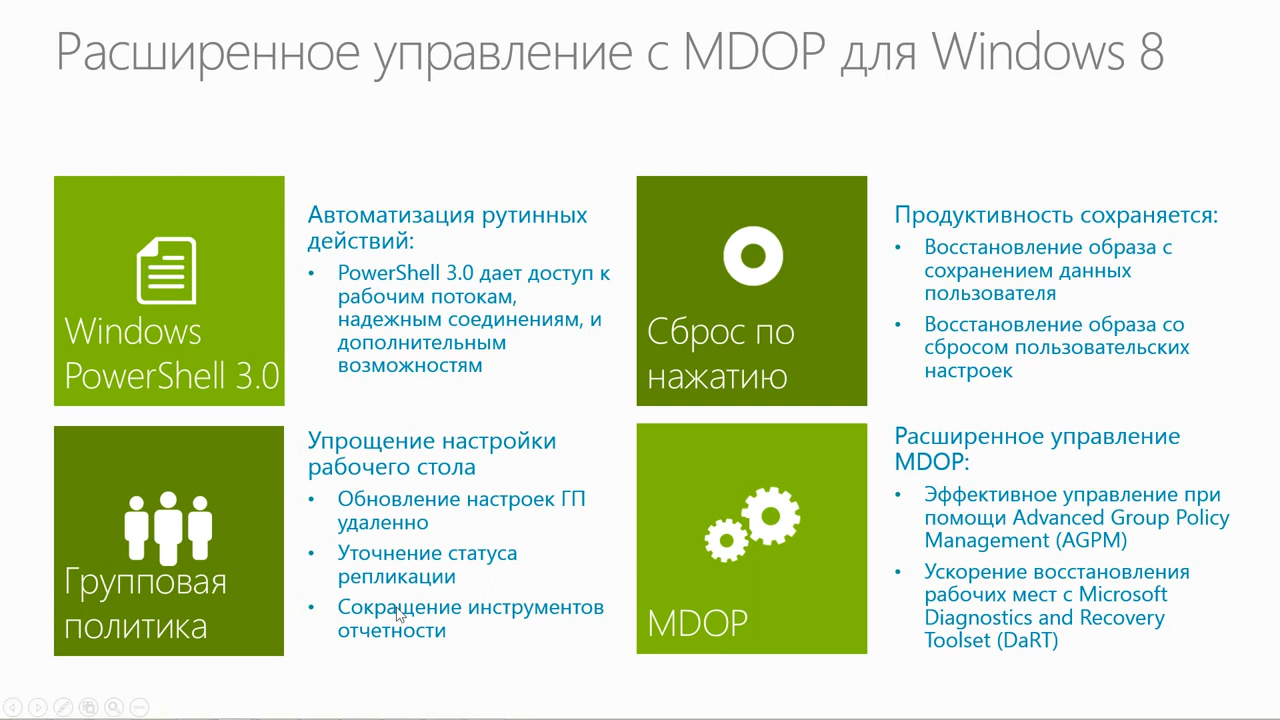 Расширенное управление с MDOP для Windows 8
Windows
PowerShell 3.0
Автоматизация рутинных
действий:
• PowerShell 3.0 дает доступ к
рабочим потокам,
надежным соединениям, и
дополнительным
возможностям
Сброс по
нажатию
Продуктивность сохраняется:
• Восстановление образа с
сохранением данных
пользователя
• Восстановление образа со
сбросом пользовательских
настроек
Групповая
политика
Упрощение настройки
рабочего стола
• Обновление настроек ГП
удаленно
• Уточнение статуса
репликации
• Сокращение инструментов
отчетности
MDOP
Расширенное управление
MDOP:
• Эффективное управление при
помощи Advanced Group Policy
Management (AGPM)
• Ускорение восстановления
рабочих мест с Microsoft
Diagnostics and Recovery
Toolset (DaRT)